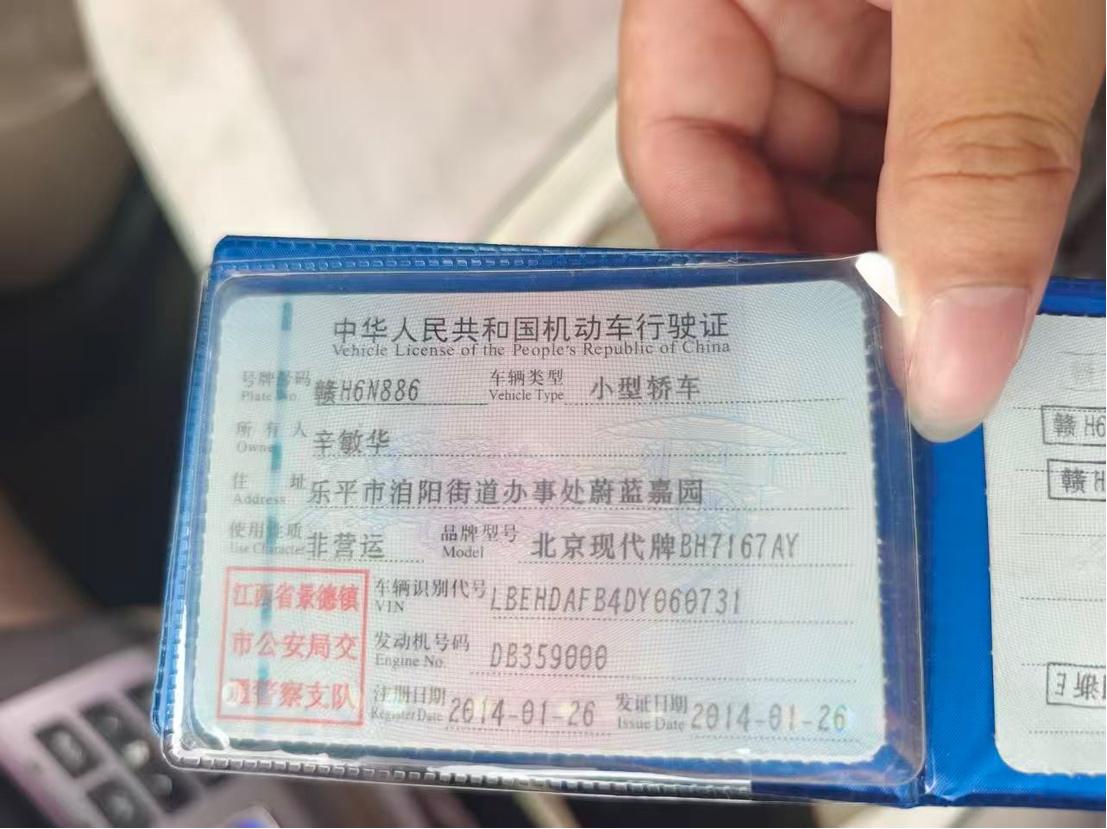 中华人民共和国机动车行驶证
Vehicle License of the People's Republic of China
号牌号码 赣H6N886 车辆类型 小型轿车
Plate No. Vehicle Type
所有人 辛敏华
Owner
住址 乐平市洎阳街道办事处蔚蓝嘉园
Address
使用性质 非营运 品牌型号 北京现代牌BH7167AY
Use Character Model
江西省景德镇
市公安局交
通警察支队
车辆识别代号 LBEHDAFB4DY060731
VIN
发动机号码 DB359000
Engine No.
注册日期 2014-01-26 发证日期 2014-01-26
Register Date Issue Date
赣H6
赣H